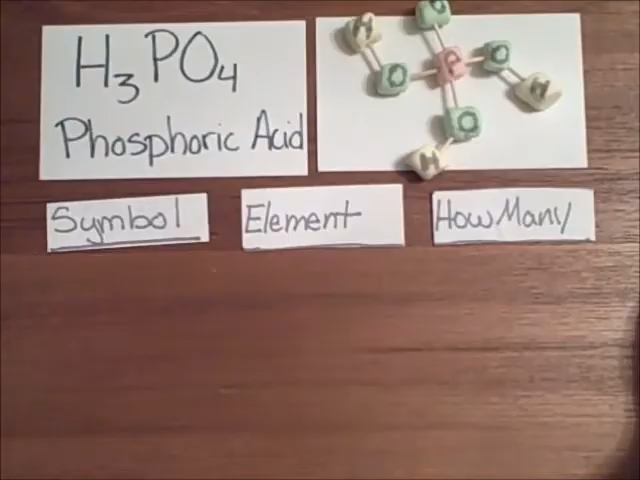 H₃PO₄
Phosphoric Acid
H
O
O
P
O
H
O
H
Symbol
Element
How Many